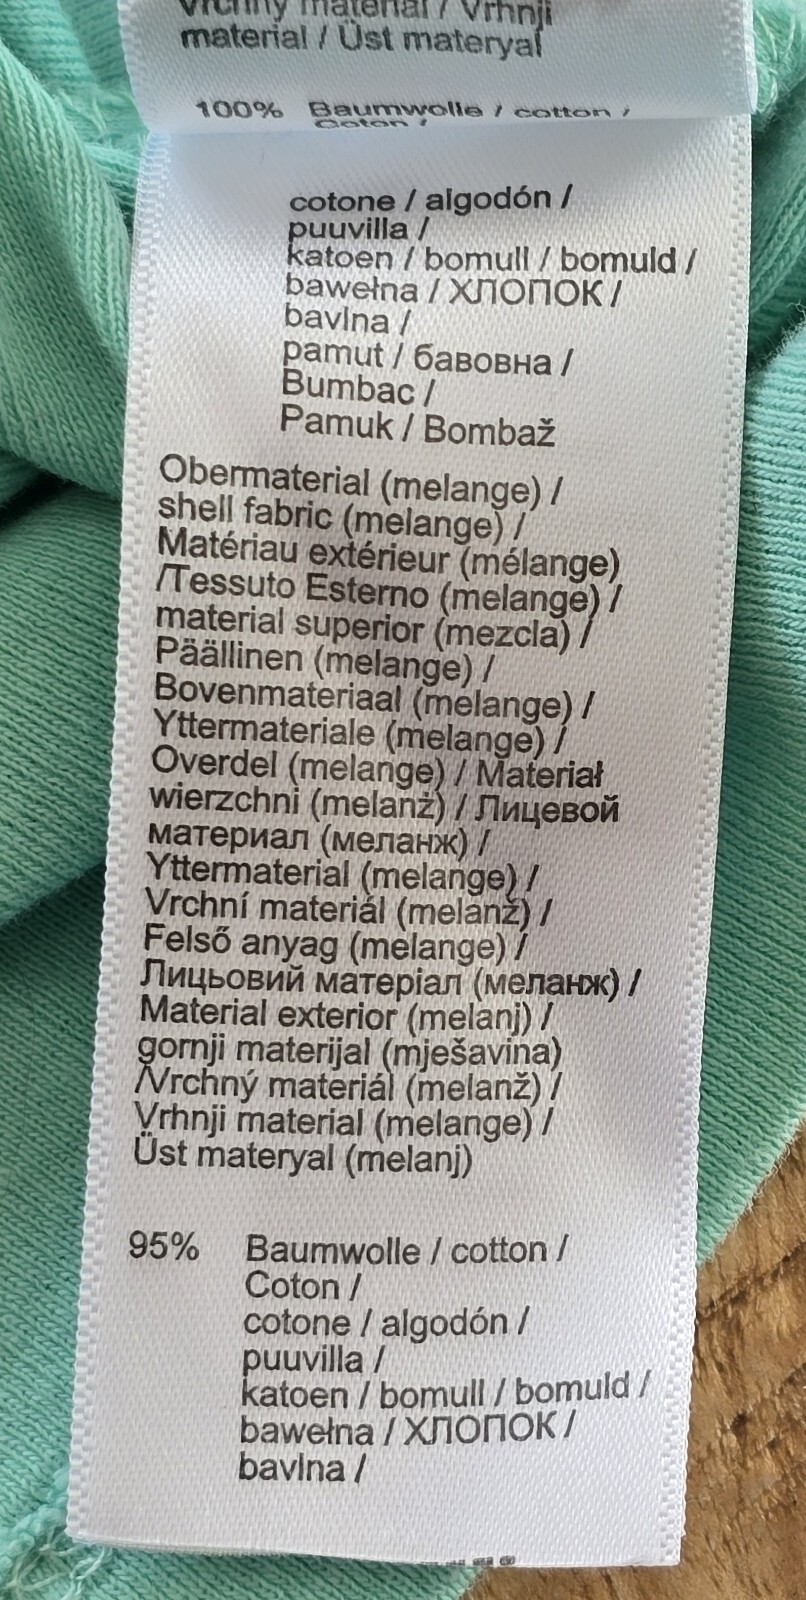 Vrchný materiál / Vrhnji
material / Üst materyal
100% Baumwolle / cotton /
Coton /
cotone / algodón /
puuvilla /
katoen / bomull / bomuld /
bawełna / ХЛОПОК /
bavlna /
pamut / бавовна /
Bumbac /
Pamuk / Bombaž
Obermaterial (melange) /
shell fabric (melange) /
Matériau extérieur (mélange)
/Tessuto Esterno (melange) /
material superior (mezcla) /
Päällinen (melange) /
Bovenmateriaal (melange) /
Yttermateriale (melange) /
Overdel (melange) / Materiał
wierzchni (melanż) / Лицевой
материал (меланж) /
Yttermaterial (melange) /
Vrchní materiál (melanž) /
Felső anyag (melange) /
Лицьовий матеріал (меланж) /
Material exterior (melanj) /
gornji materijal (mješavina)
/Vrchný materiál (melanž) /
Vrhnji material (melange) /
Üst materyal (melanj)
95% Baumwolle / cotton /
Coton /
cotone / algodón /
puuvilla /
katoen / bomull / bomuld /
bawełna / ХЛОПОК /
bavlna /